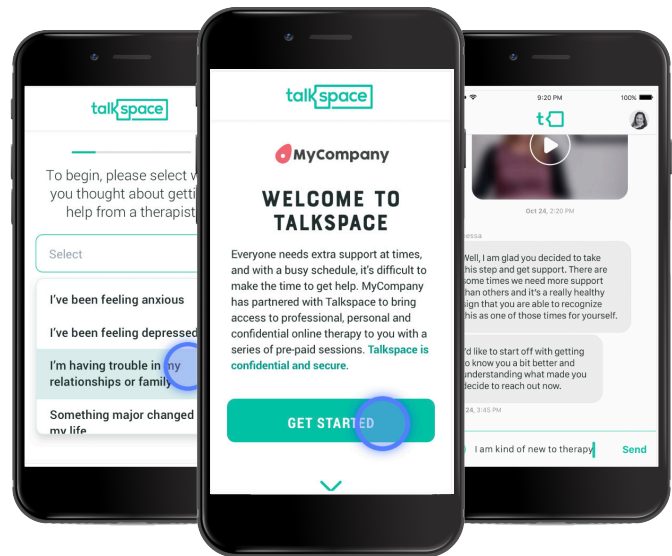 talkspace
To begin, please select
you thought about
help from a therapist
Select
I've been feeling anxious
I've been feeling depressed
I'm having trouble in my
relationships or family
Something major changed
my life
talkspace
MyCompany
WELCOME TO
TALKSPACE
Everyone needs extra support at times,
and with a busy schedule, it's difficult to
make the time to get help. MyCompany
has partnered with Talkspace to bring
access to professional, personal and
confidential online therapy to you with a
series of pre-paid sessions. Talkspace is
confidential and secure.
GET STARTED
9:20 PM
100%
t
Oct 24, 2:20 PM
essa
Well, I am glad you decided to take
this step and get support. There are
some times we need more support
than others and it's a really healthy
sign that you are able to recognize
this as one of those times for yourself.
I'd like to start off with getting
to know you a bit better and
understanding what made you
decide to reach out now.
24, 3:45 PM
I am kind of new to therapy
Send